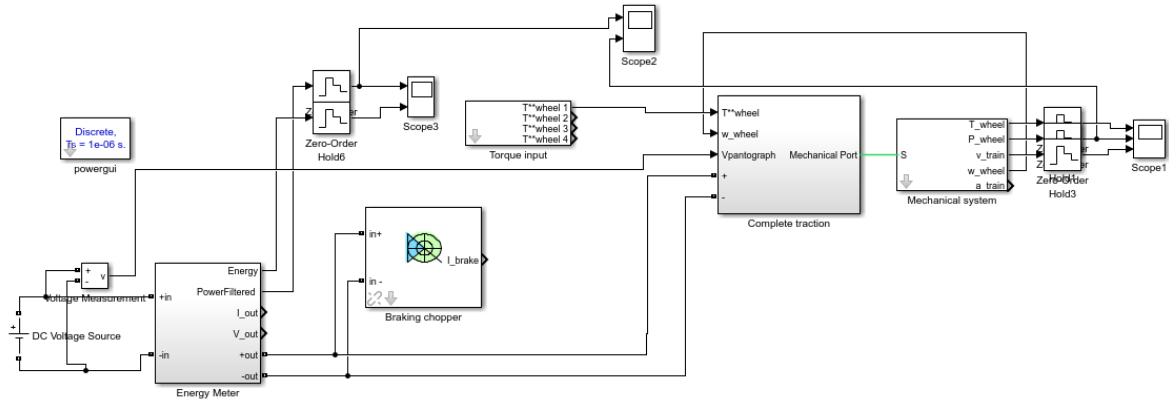 Scope2
Scope3
Zero-Order
Hold6
Discrete,
Ts = 1e-06 s.
powergui
T**wheel 1
T**wheel 2
T**wheel 3
T**wheel 4
Torque input
T**wheel
w_wheel
Vpantograph
+
-
Mechanical Port
Complete traction
S
T_wheel
P_wheel
v_train
w_wheel
a_train
Mechanical system
Hold1
Zero-Order
Hold3
Scope1
in+
in -
I_brake
Braking chopper
+
-
v
Voltage Measurement
+
DC Voltage Source
+in
-in
Energy
PowerFiltered
I_out
V_out
+out
-out
Energy Meter